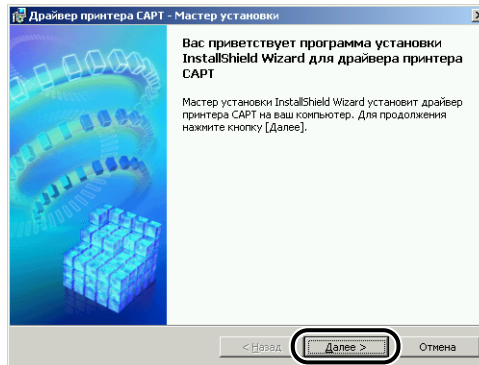 Драйвер принтера CAPT - Мастер установки
Вас приветствует программа установки
InstallShield Wizard для драйвера принтера
CAPT
Мастер установки InstallShield Wizard установит драйвер
принтера CAPT на ваш компьютер. Для продолжения
нажмите кнопку [Далее].
< Назад Далее > Отмена